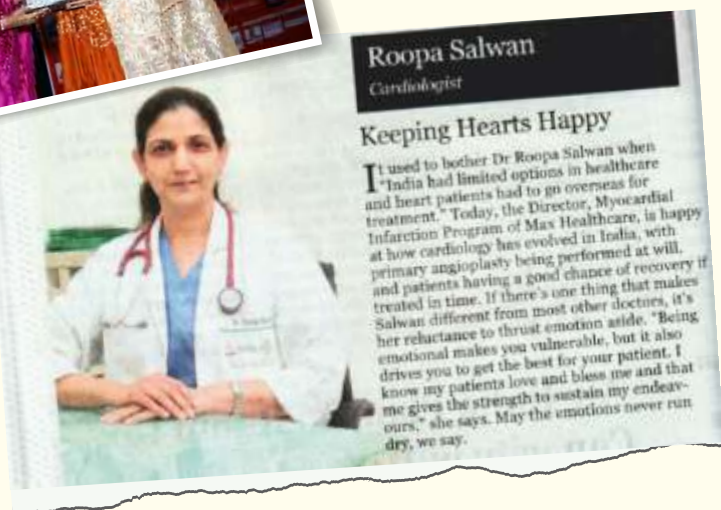 Roopa Salwan
Cardiologist
Keeping Hearts Happy
It used to bother Dr Roopa Salwan when
"India had limited options in healthcare
and heart patients had to go overseas for
treatment." Today, the Director, Myocardial
Infarction Program of Max Healthcare, is happy
at how cardiology has evolved in India, with
primary angioplasty being performed at will,
and patients having a good chance of recovery if
treated in time. If there's one thing that makes
Salwan different from most other doctors, it's
her reluctance to thrust emotion aside. "Being
emotional makes you vulnerable, but it also
drives you to get the best for your patient. I
know my patients love and bless me and that
me gives the strength to sustain my endeav-
ours," she says. May the emotions never run
dry, we say.